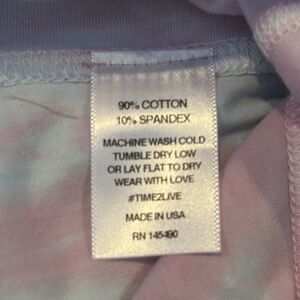 90% COTTON
10% SPANDEX
MACHINE WASH COLD
TUMBLE DRY LOW
OR LAY FLAT TO DRY
WEAR WITH LOVE
#TIME2LIVE
MADE IN USA
RN 145490